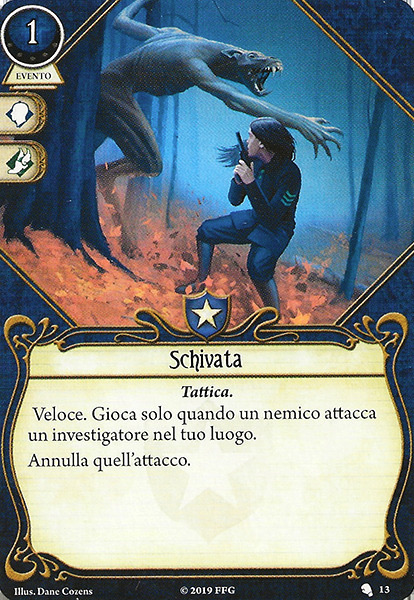 1
EVENTO
Schivata
Tattica.
Veloce. Gioca solo quando un nemico attacca
un investigatore nel tuo luogo.
Annulla quell'attacco.
Illus. Dane Cozens
© 2019 FFG
13